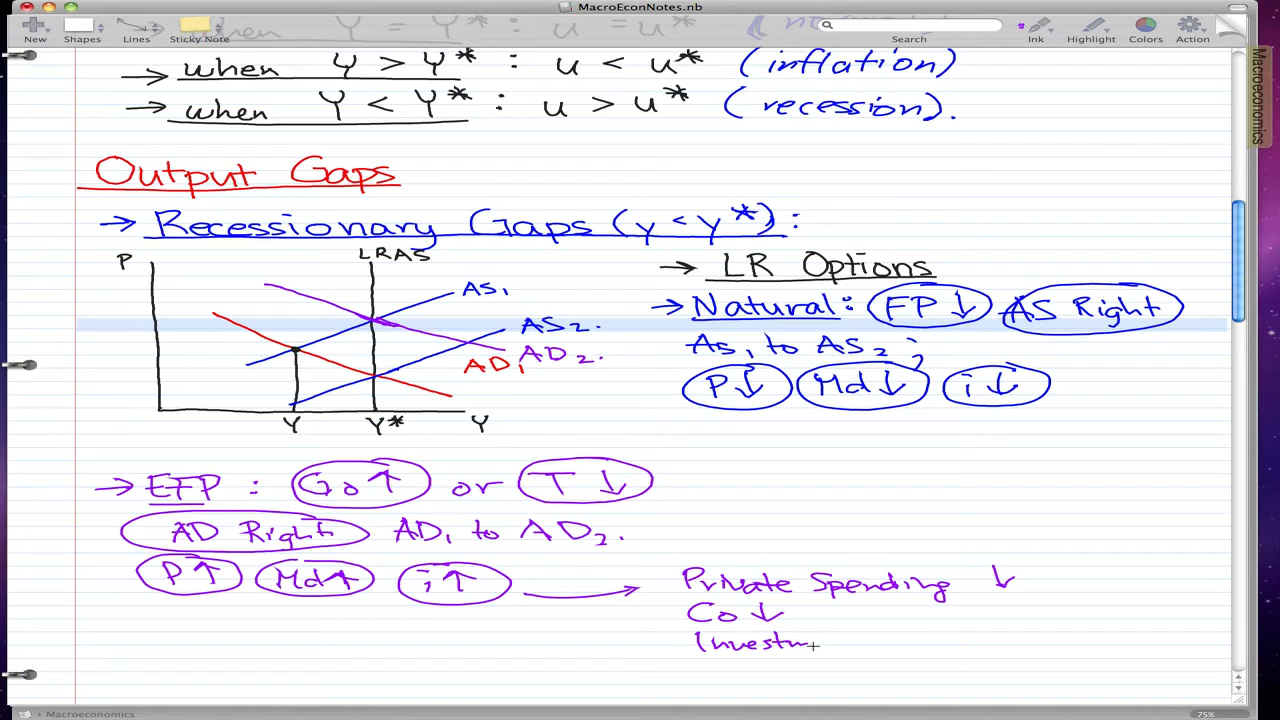 MacroEconNotes.nb
New Shapes Lines Sticky Note Search Ink Highlight Colors Action
when Y = Y* : u = u*
→ when Y > Y* : u < u* (inflation)
→ when Y < Y* : u > u* (recession).
Macroeconomics
Output Gaps
→ Recessionary Gaps (y < y*) :
P
LRAS
AS1
AS2.
AD1
AD2.
Y
Y*
Y
→ LR Options
→ Natural : FP ↓ AS Right
AS1 to AS2 ;
P↓ Md↓ i↓
→ EFP : Go↑ or T ↓
AD Right AD1 to AD2.
P↑ Md↑ i↑ →
Private Spending ↓
Co ↓
Investm
Macroeconomics
75%